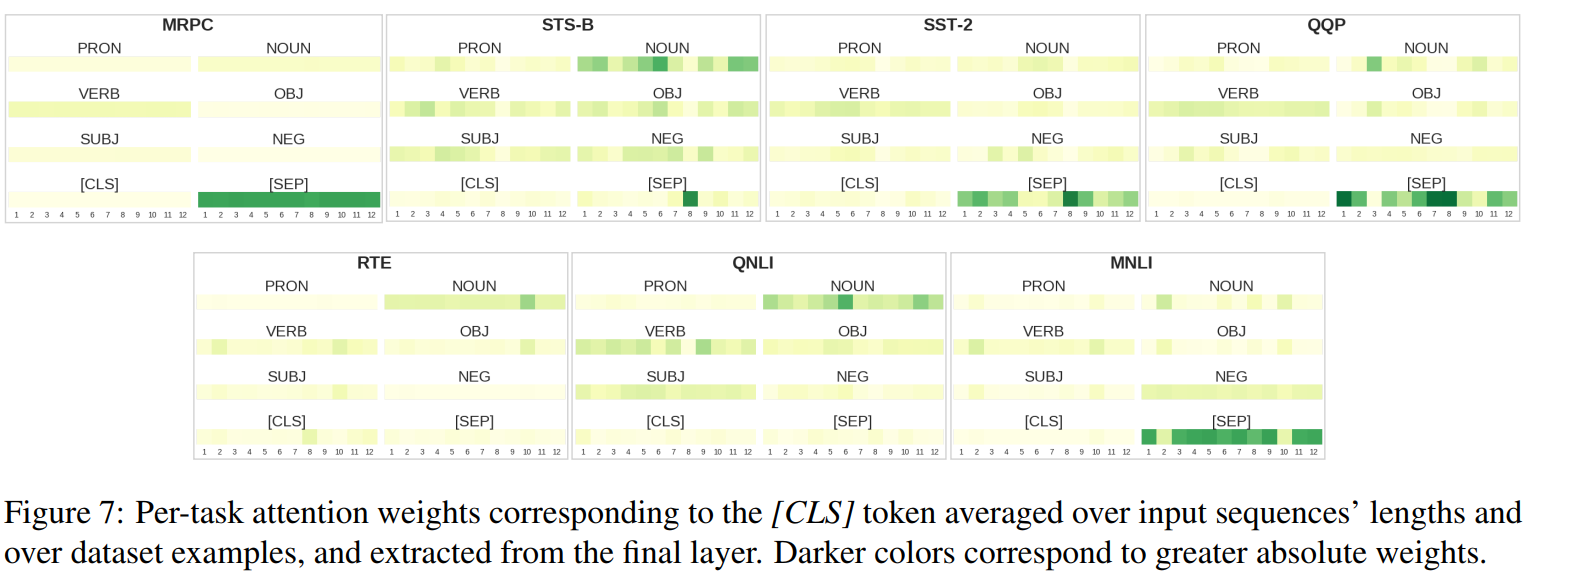 MRPC STS-B SST-2 QQP
PRON NOUN PRON NOUN PRON NOUN PRON NOUN
VERB OBJ VERB OBJ VERB OBJ VERB OBJ
SUBJ NEG SUBJ NEG SUBJ NEG SUBJ NEG
[CLS] [SEP] [CLS] [SEP] [CLS] [SEP] [CLS] [SEP]
1 2 3 4 5 6 7 8 9 10 11 12 1 2 3 4 5 6 7 8 9 10 11 12 1 2 3 4 5 6 7 8 9 10 11 12 1 2 3 4 5 6 7 8 9 10 11 12 1 2 3 4 5 6 7 8 9 10 11 12 1 2 3 4 5 6 7 8 9 10 11 12 1 2 3 4 5 6 7 8 9 10 11 12 1 2 3 4 5 6 7 8 9 10 11 12
RTE QNLI MNLI
PRON NOUN PRON NOUN PRON NOUN
VERB OBJ VERB OBJ VERB OBJ
SUBJ NEG SUBJ NEG SUBJ NEG
[CLS] [SEP] [CLS] [SEP] [CLS] [SEP]
1 2 3 4 5 6 7 8 9 10 11 12 1 2 3 4 5 6 7 8 9 10 11 12 1 2 3 4 5 6 7 8 9 10 11 12 1 2 3 4 5 6 7 8 9 10 11 12 1 2 3 4 5 6 7 8 9 10 11 12 1 2 3 4 5 6 7 8 9 10 11 12
Figure 7: Per-task attention weights corresponding to the [CLS] token averaged over input sequences’ lengths and
over dataset examples, and extracted from the final layer. Darker colors correspond to greater absolute weights.